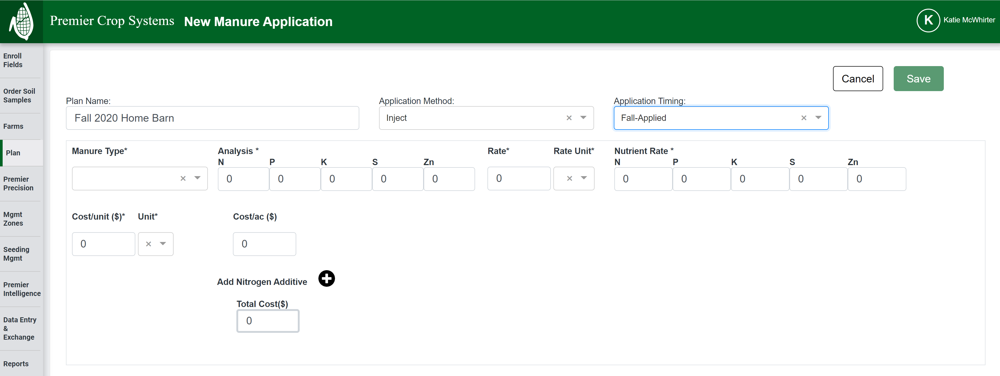 Premier Crop Systems New Manure Application
K Katie McWhirter
Enroll
Fields
Order Soil
Samples
Farms
Plan
Premier
Precision
Mgmt
Zones
Seeding
Mgmt
Premier
Intelligence
Data Entry
&
Exchange
Reports
Cancel Save
Plan Name: Application Method: Application Timing:
Fall 2020 Home Barn Inject × Fall-Applied ×
Manure Type* Analysis * Rate* Rate Unit* Nutrient Rate *
N P K S Zn N P K S Zn
× 0 0 0 0 0 0 × 0 0 0 0 0
Cost/unit ($)* Unit* Cost/ac ($)
0 × 0
Add Nitrogen Additive
Total Cost($)
0